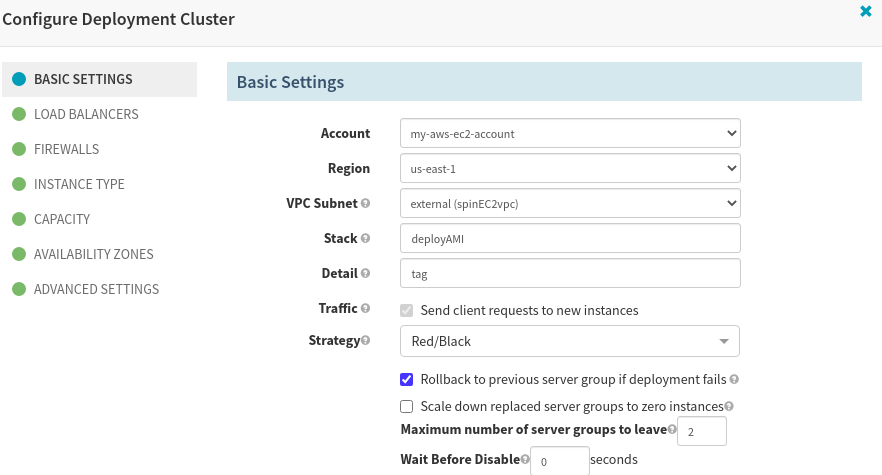 Configure Deployment Cluster
BASIC SETTINGS
LOAD BALANCERS
FIREWALLS
INSTANCE TYPE
CAPACITY
AVAILABILITY ZONES
ADVANCED SETTINGS
Basic Settings
Account my-aws-ec2-account
Region us-east-1
VPC Subnet external (spinEC2vpc)
Stack deployAMI
Detail tag
Traffic Send client requests to new instances
Strategy Red/Black
Rollback to previous server group if deployment fails
Scale down replaced server groups to zero instances
Maximum number of server groups to leave 2
Wait Before Disable 0 seconds